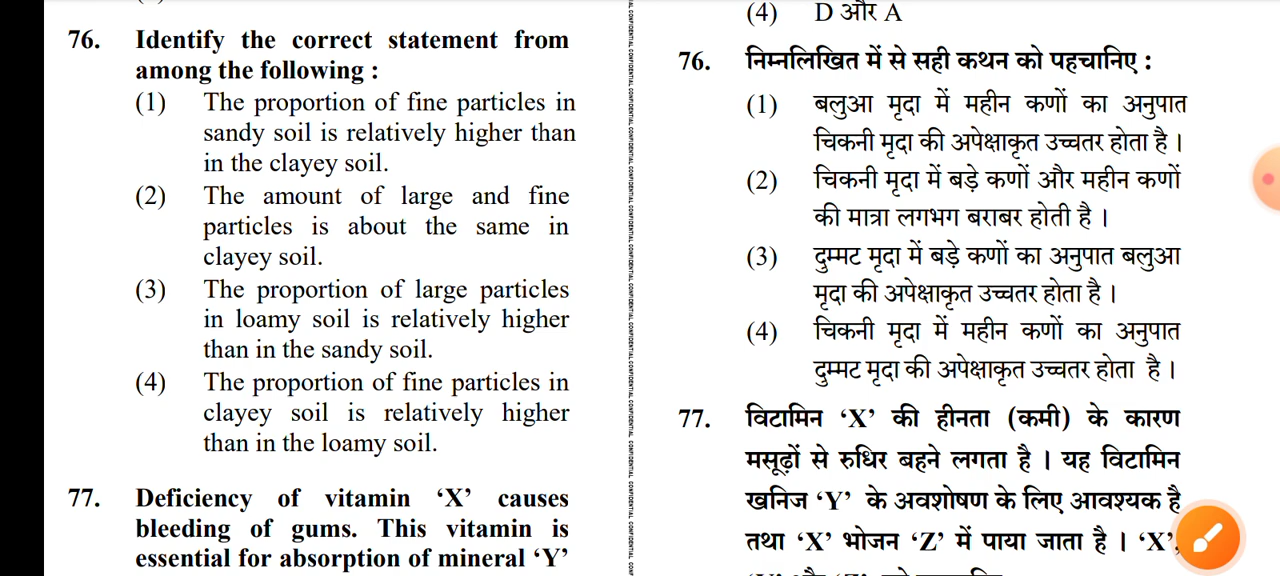 76. Identify the correct statement from
among the following :
(1) The proportion of fine particles in
sandy soil is relatively higher than
in the clayey soil.
(2) The amount of large and fine
particles is about the same in
clayey soil.
(3) The proportion of large particles
in loamy soil is relatively higher
than in the sandy soil.
(4) The proportion of fine particles in
clayey soil is relatively higher
than in the loamy soil.
77. Deficiency of vitamin ‘X’ causes
bleeding of gums. This vitamin is
essential for absorption of mineral ‘Y’
(4) D और A
76. निम्नलिखित में से सही कथन को पहचानिए :
(1) बलुआ मृदा में महीन कणों का अनुपात
चिकनी मृदा की अपेक्षाकृत उच्चतर होता है ।
(2) चिकनी मृदा में बड़े कणों और महीन कणों
की मात्रा लगभग बराबर होती है ।
(3) दुम्मट मृदा में बड़े कणों का अनुपात बलुआ
मृदा की अपेक्षाकृत उच्चतर होता है ।
(4) चिकनी मृदा में महीन कणों का अनुपात
दुम्मट मृदा की अपेक्षाकृत उच्चतर होता है ।
77. विटामिन ‘X’ की हीनता (कमी) के कारण
मसूढ़ों से रुधिर बहने लगता है । यह विटामिन
खनिज ‘Y’ के अवशोषण के लिए आवश्यक है
तथा ‘X’ भोजन ‘Z’ में पाया जाता है । ‘X’,